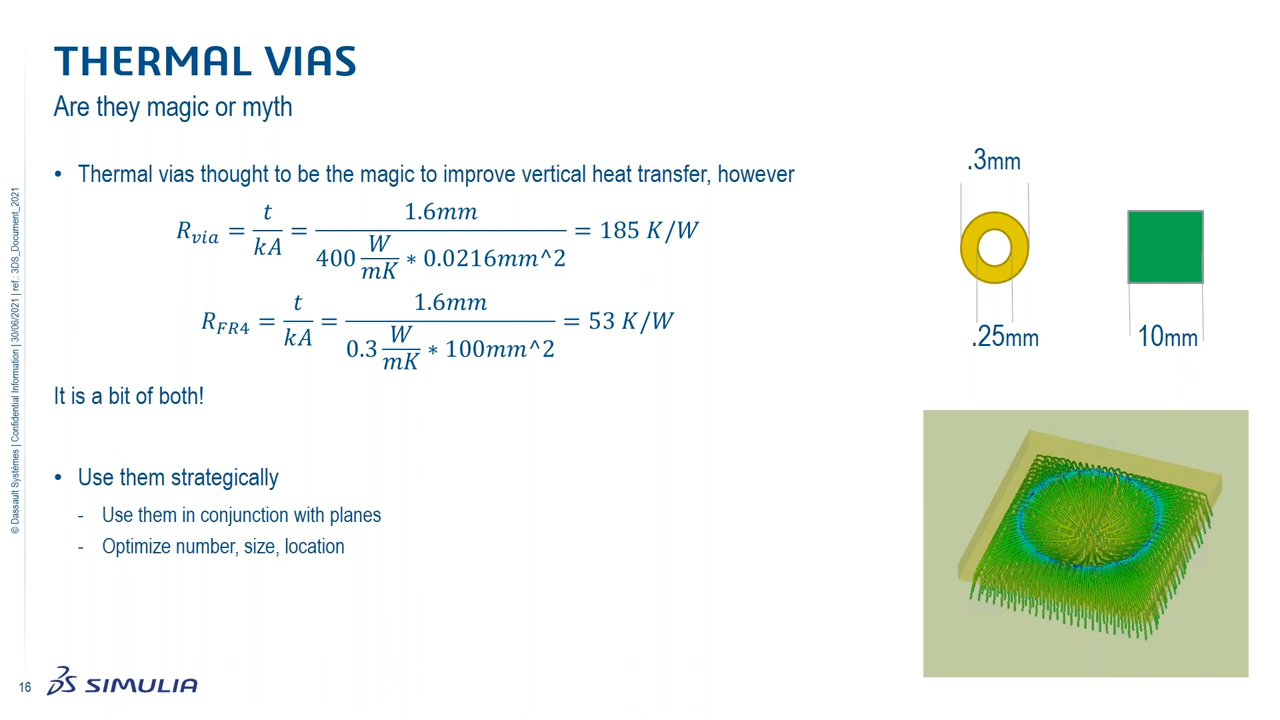 THERMAL VIAS
Are they magic or myth
• Thermal vias thought to be the magic to improve vertical heat transfer, however
R_via = t/kA = 1.6mm / (400 W/mK * 0.0216mm^2) = 185 K/W
R_FR4 = t/kA = 1.6mm / (0.3 W/mK * 100mm^2) = 53 K/W
It is a bit of both!
• Use them strategically
- Use them in conjunction with planes
- Optimize number, size, location
.3mm
.25mm
10mm
© Dassault Systèmes | Confidential Information | 30/06/2021 | ref.: 3DS_Document_2021
16
3DS SIMULIA